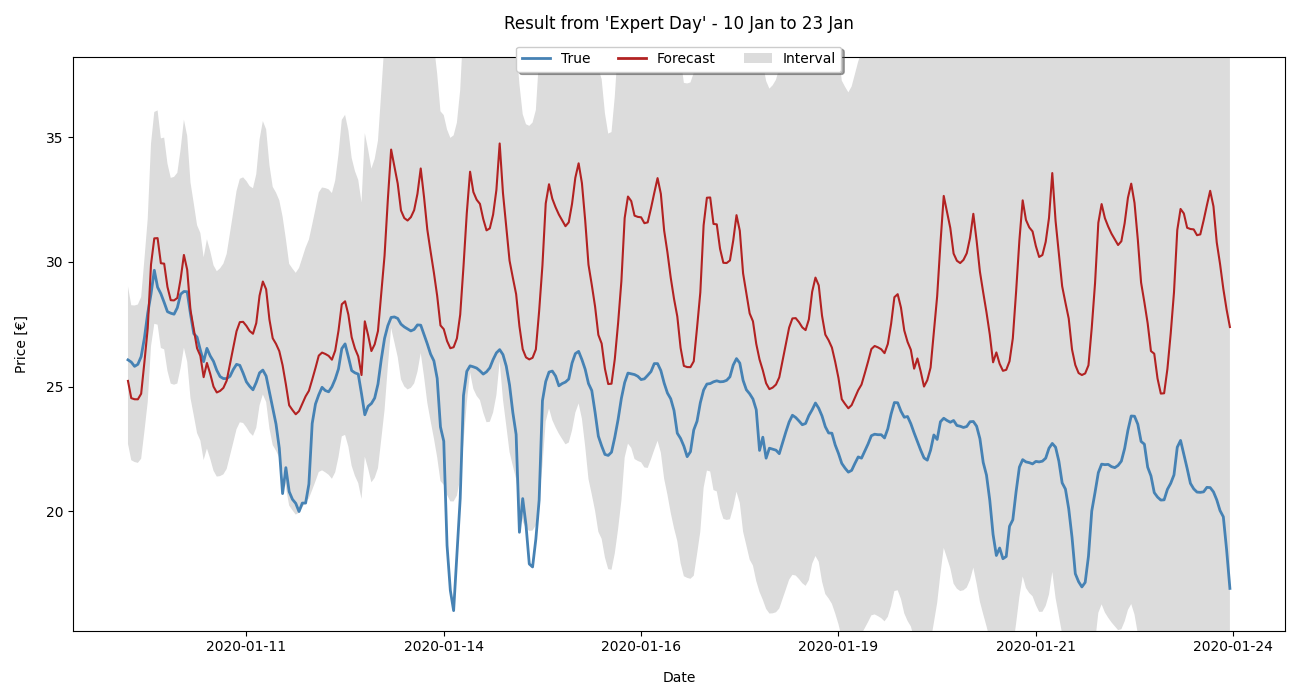 Result from 'Expert Day' - 10 Jan to 23 Jan
True Forecast Interval
Price [€]
35
30
25
20
2020-01-11 2020-01-14 2020-01-16 2020-01-19 2020-01-21 2020-01-24
Date